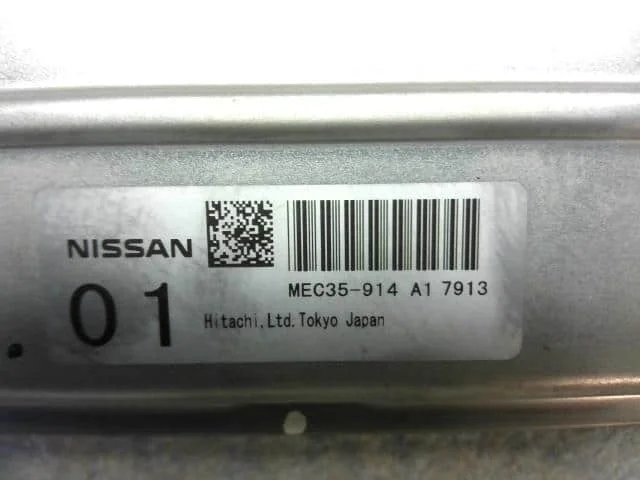 NISSAN
MEC35-914 A1 7913
01
Hitachi,Ltd.Tokyo Japan